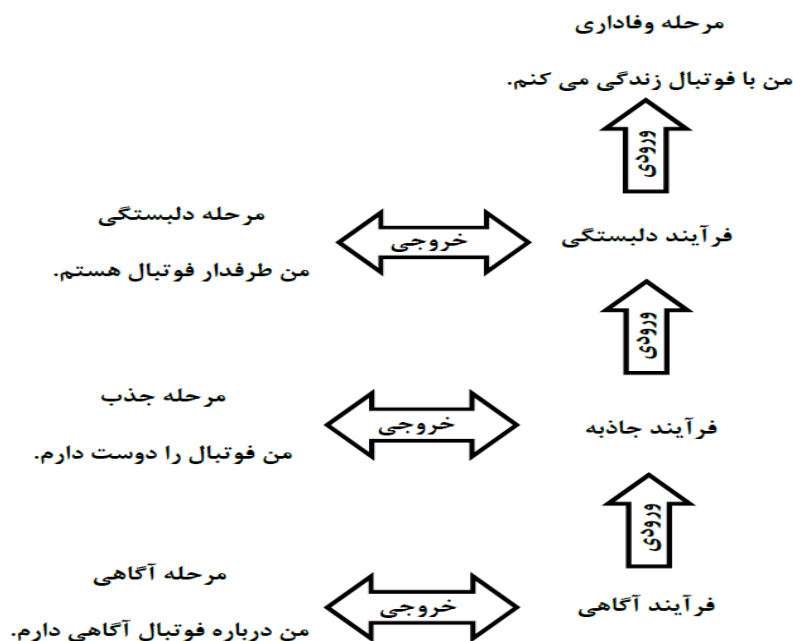 مرحله وفاداری
من با فوتبال زندگی می کنم.
ورودی
فرآیند دلبستگی
خروجی
مرحله دلبستگی
من طرفدار فوتبال هستم.
ورودی
فرآیند جاذبه
خروجی
مرحله جذب
من فوتبال را دوست دارم.
ورودی
فرآیند آگاهی
خروجی
مرحله آگاهی
من درباره فوتبال آگاهی دارم.